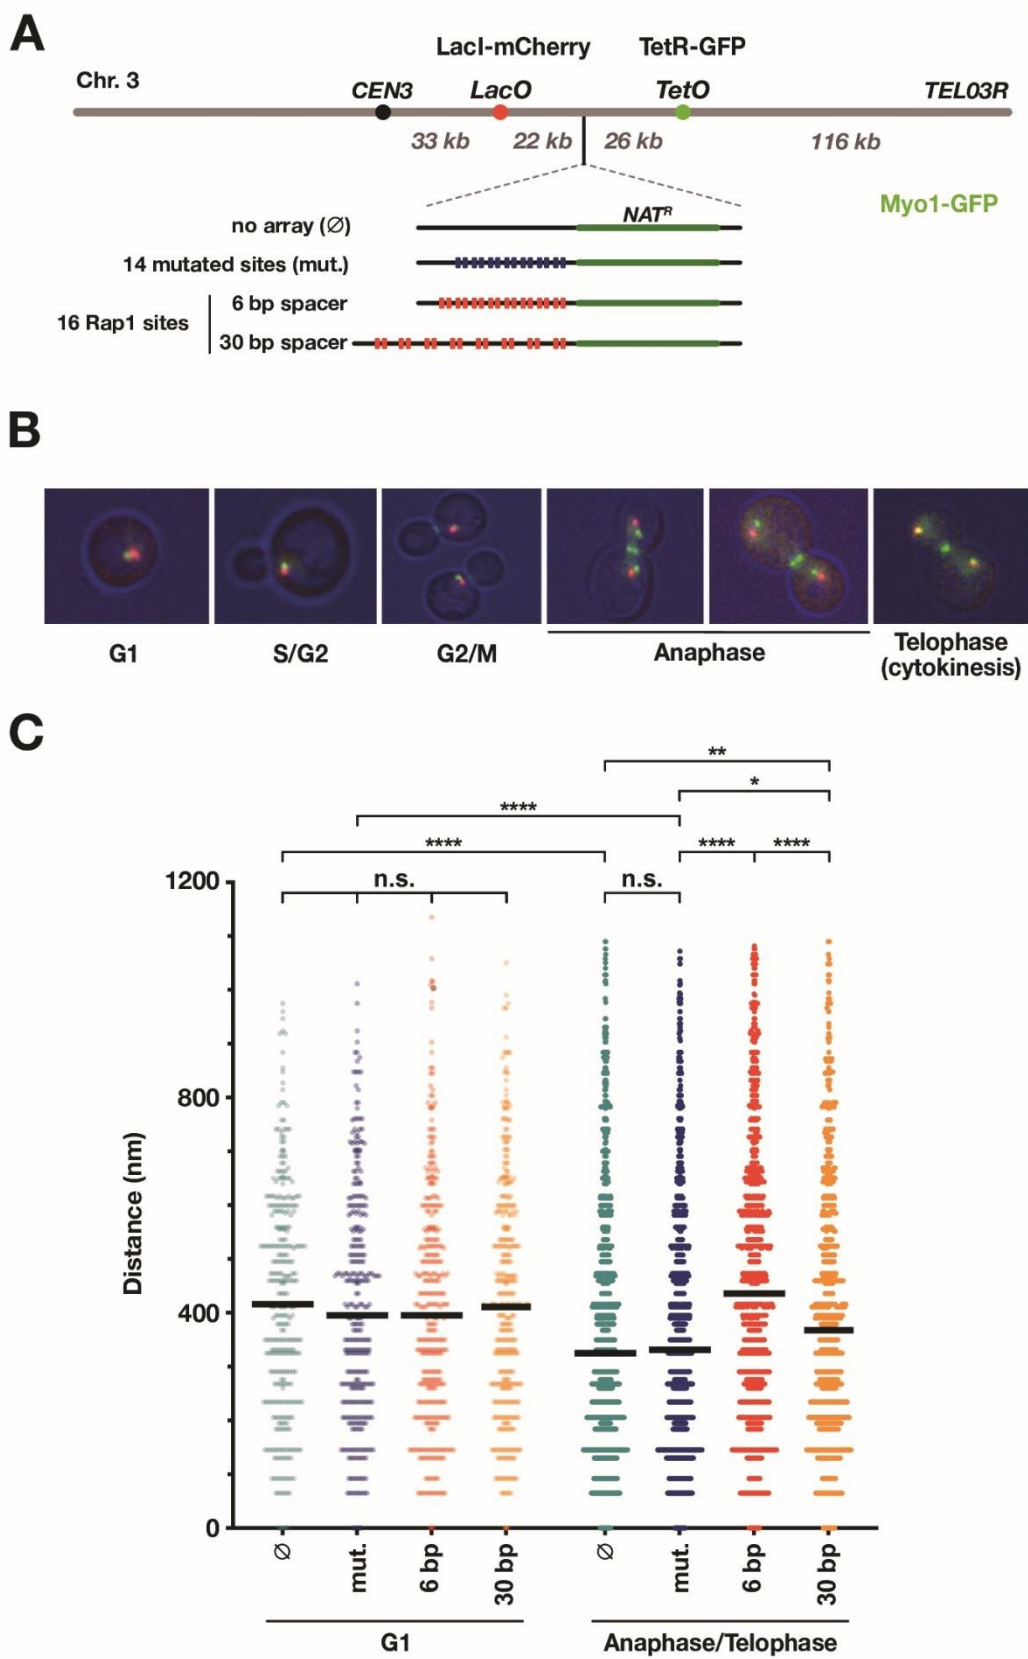 A
LacI-mCherry TetR-GFP
Chr. 3
CEN3 LacO TetO TEL03R
33 kb 22 kb 26 kb 116 kb
Myo1-GFP
no array (∅) NATᴿ
14 mutated sites (mut.)
6 bp spacer
16 Rap1 sites
30 bp spacer
B
G1 S/G2 G2/M Anaphase Telophase
(cytokinesis)
C
**
*
****
**** **** ****
n.s. n.s.
1200
800
400
0
Distance (nm)
∅ mut. 6 bp 30 bp ∅ mut. 6 bp 30 bp
G1 Anaphase/Telophase